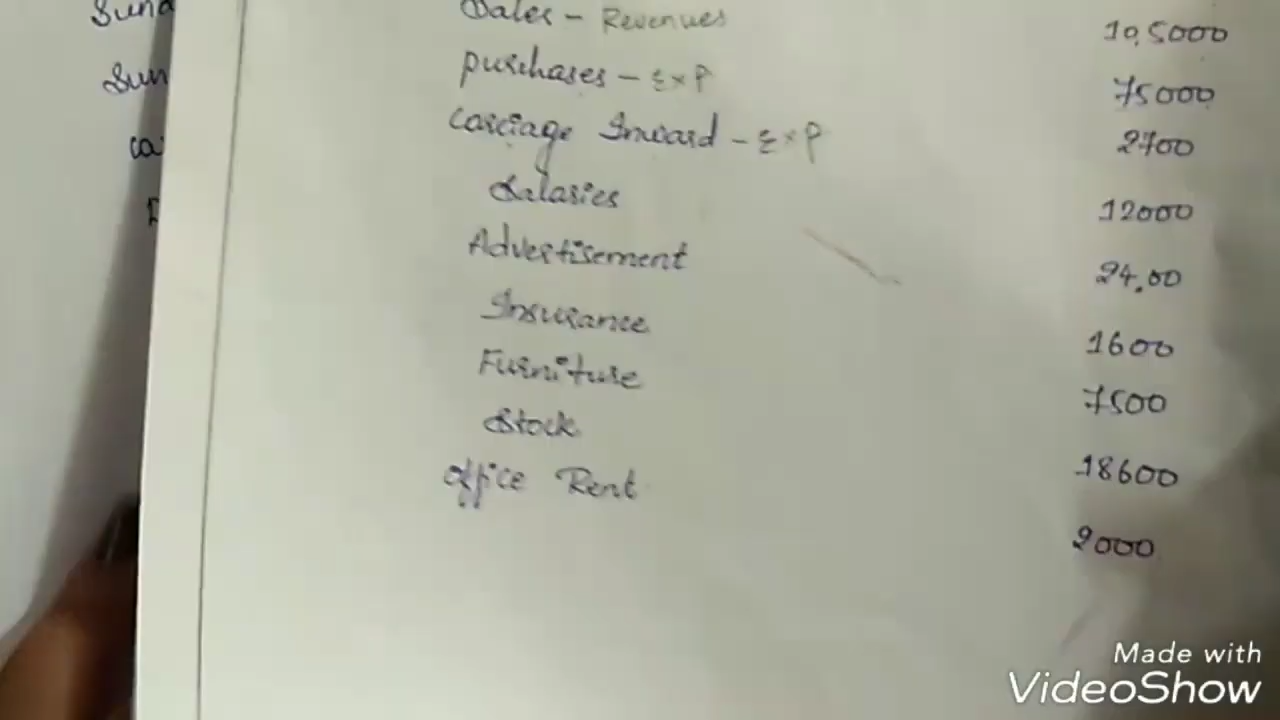 Sales - Revenues 10,5000
purchases - Exp 75000
carriage Inward - Exp 2700
Salaries 12000
Advertisement 24,00
Insurance 1600
Furniture 7500
Stock 18600
office Rent 2000
Made with
VideoShow